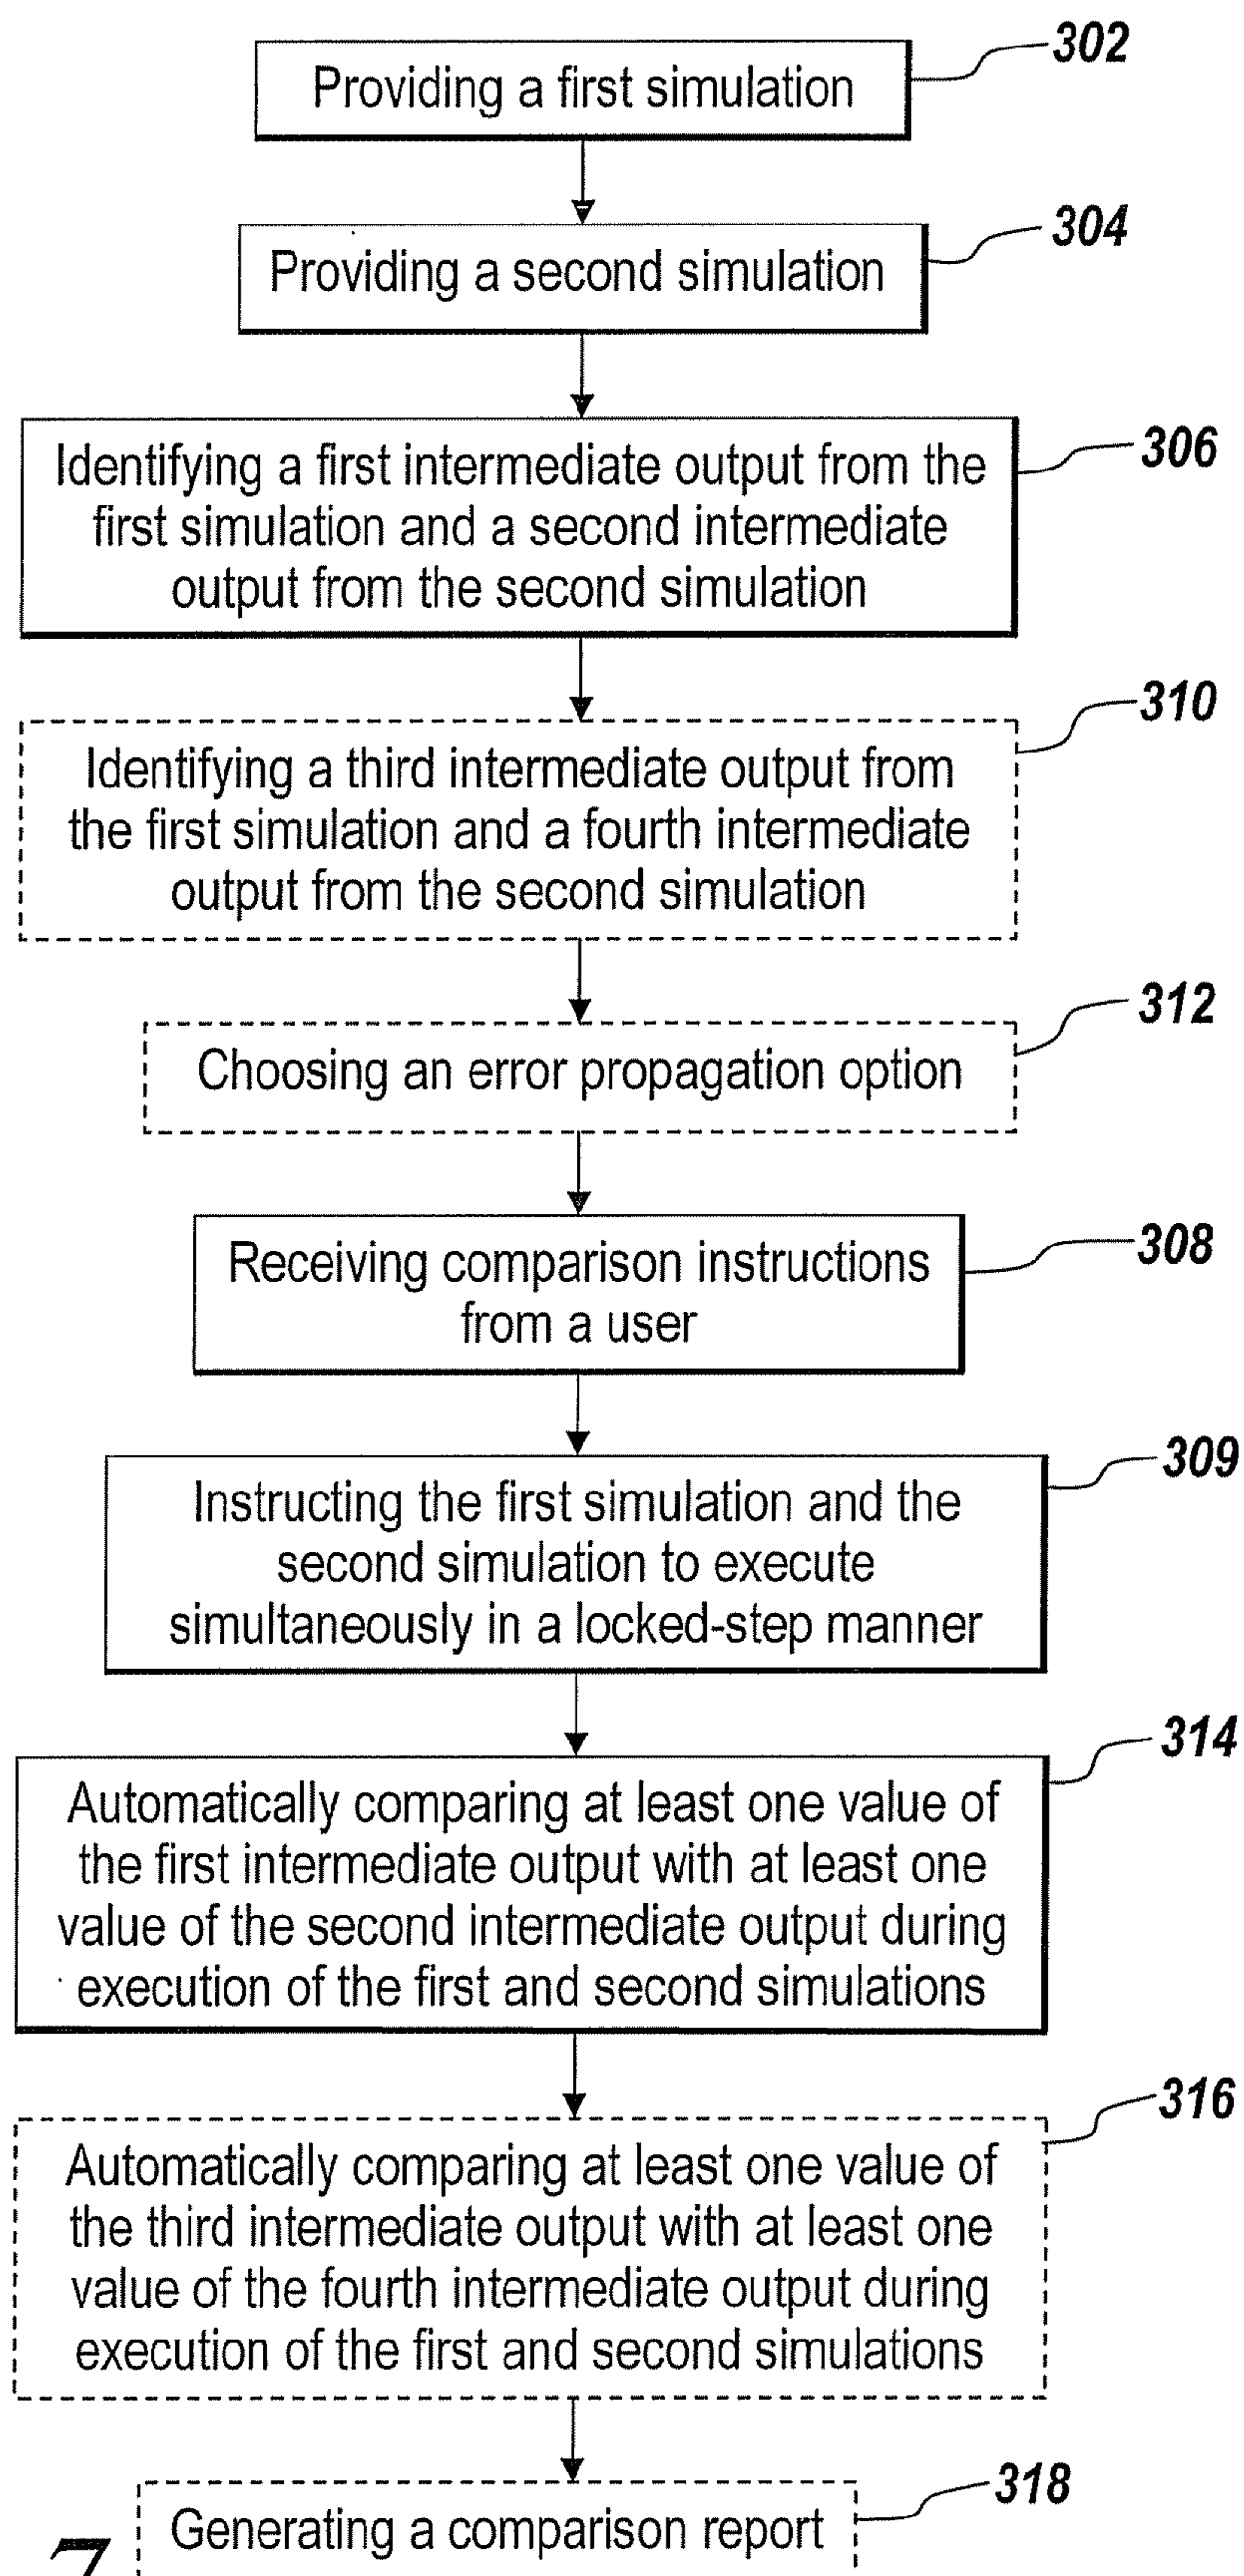 Providing a first simulation
302
Providing a second simulation
304
Identifying a first intermediate output from the
first simulation and a second intermediate
output from the second simulation
306
Identifying a third intermediate output from
the first simulation and a fourth intermediate
output from the second simulation
310
Choosing an error propagation option
312
Receiving comparison instructions
from a user
308
Instructing the first simulation and the
second simulation to execute
simultaneously in a locked-step manner
309
Automatically comparing at least one value of
the first intermediate output with at least one
value of the second intermediate output during
execution of the first and second simulations
314
Automatically comparing at least one value of
the third intermediate output with at least one
value of the fourth intermediate output during
execution of the first and second simulations
316
Generating a comparison report
318